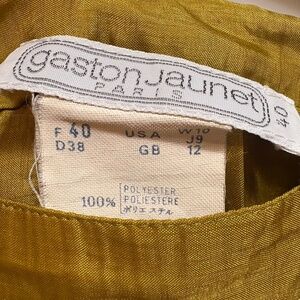 gaston jaunet
PARIS
40
F 40 USA W10
J9
D38 GB 12
100% POLYESTER
POLIESTERE
ポリエステル